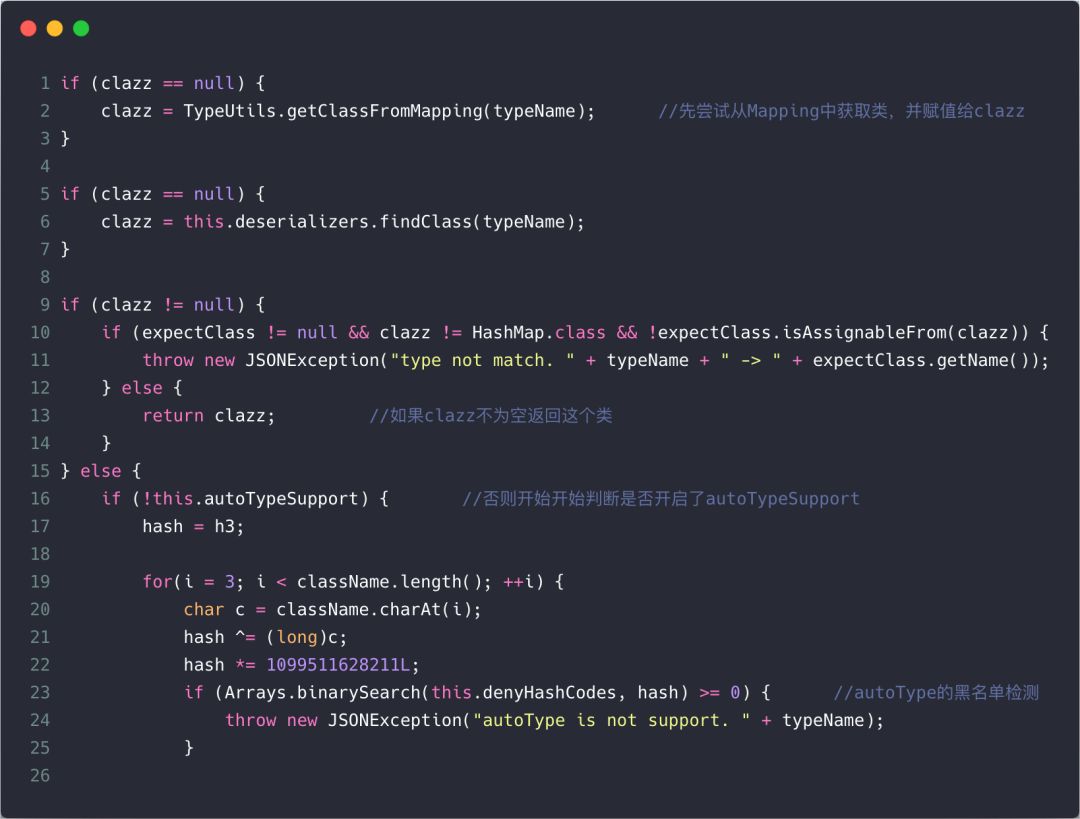 1 if (clazz == null) {
2     clazz = TypeUtils.getClassFromMapping(typeName);      //先尝试从Mapping中获取类，并赋值给clazz
3 }
4
5 if (clazz == null) {
6     clazz = this.deserializers.findClass(typeName);
7 }
8
9 if (clazz != null) {
10     if (expectClass != null && clazz != HashMap.class && !expectClass.isAssignableFrom(clazz)) {
11         throw new JSONException("type not match. " + typeName + " -> " + expectClass.getName());
12     } else {
13         return clazz;         //如果clazz不为空返回这个类
14     }
15 } else {
16     if (!this.autoTypeSupport) {       //否则开始开始判断是否开启了autoTypeSupport
17         hash = h3;
18
19         for(i = 3; i < className.length(); ++i) {
20             char c = className.charAt(i);
21             hash ^= (long)c;
22             hash *= 1099511628211L;
23             if (Arrays.binarySearch(this.denyHashCodes, hash) >= 0) {      //autoType的黑名单检测
24                 throw new JSONException("autoType is not support. " + typeName);
25             }
26